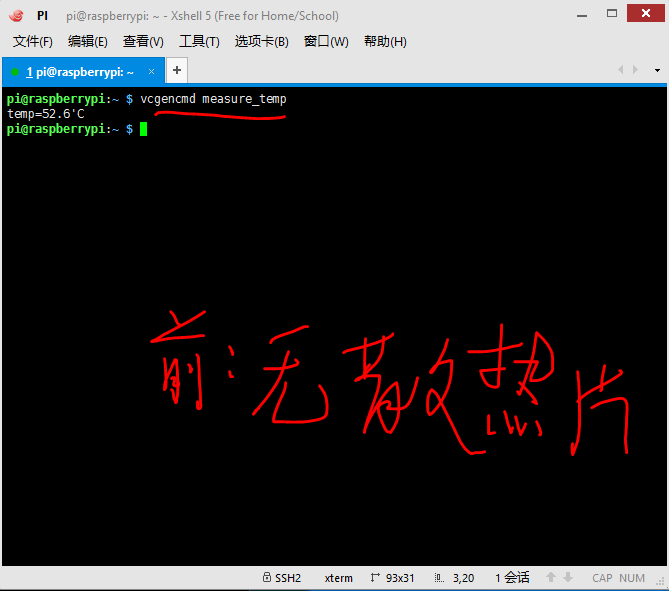 PI pi@raspberrypi: ~ - Xshell 5 (Free for Home/School)
文件(F) 编辑(E) 查看(V) 工具(T) 选项卡(B) 窗口(W) 帮助(H)
1 pi@raspberrypi: ~ × +
pi@raspberrypi:~ $ vcgencmd measure_temp
temp=52.6'C
pi@raspberrypi:~ $
前:无散热片
SSH2 xterm 93x31 3,20 1 会话 CAP NUM